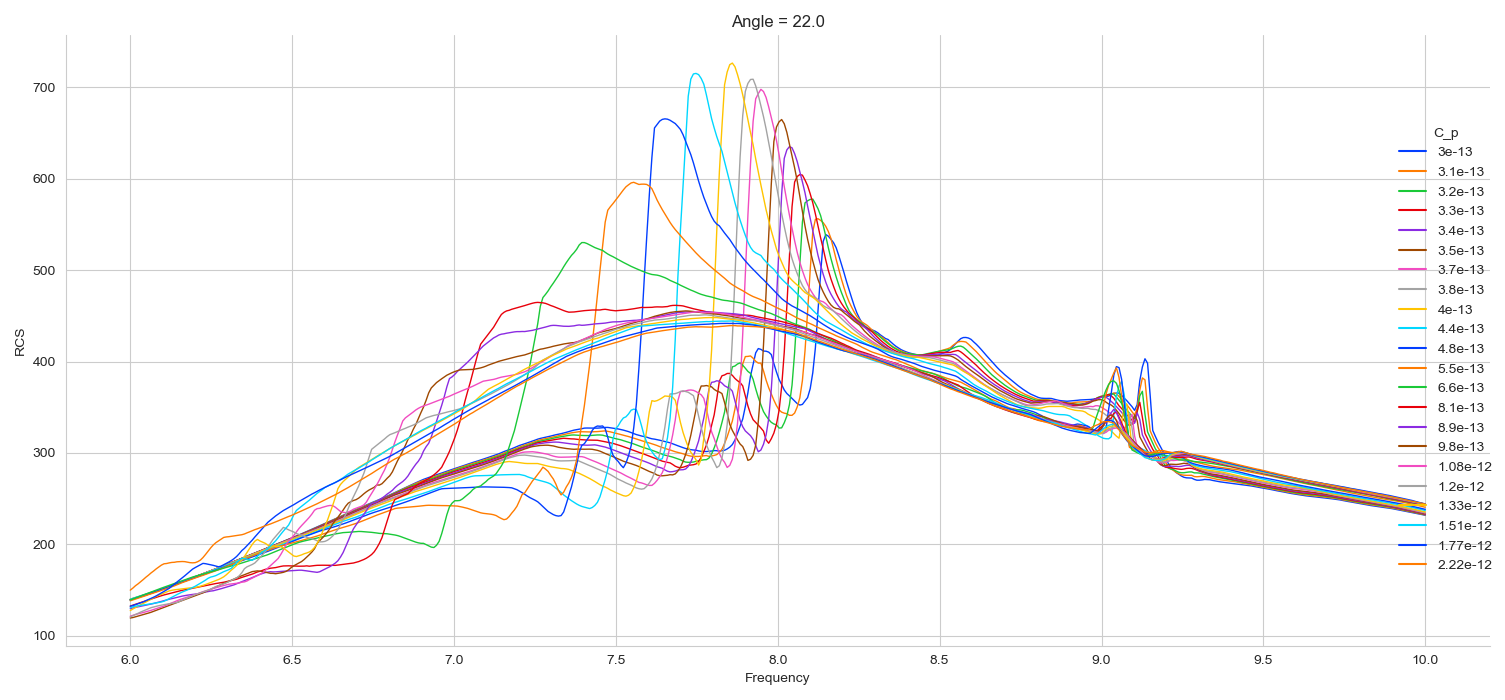 Angle = 22.0
700
600
500
400
300
200
100
RCS
6.0
6.5
7.0
7.5
8.0
8.5
9.0
9.5
10.0
Frequency
C_p
3e-13
3.1e-13
3.2e-13
3.3e-13
3.4e-13
3.5e-13
3.7e-13
3.8e-13
4e-13
4.4e-13
4.8e-13
5.5e-13
6.6e-13
8.1e-13
8.9e-13
9.8e-13
1.08e-12
1.2e-12
1.33e-12
1.51e-12
1.77e-12
2.22e-12